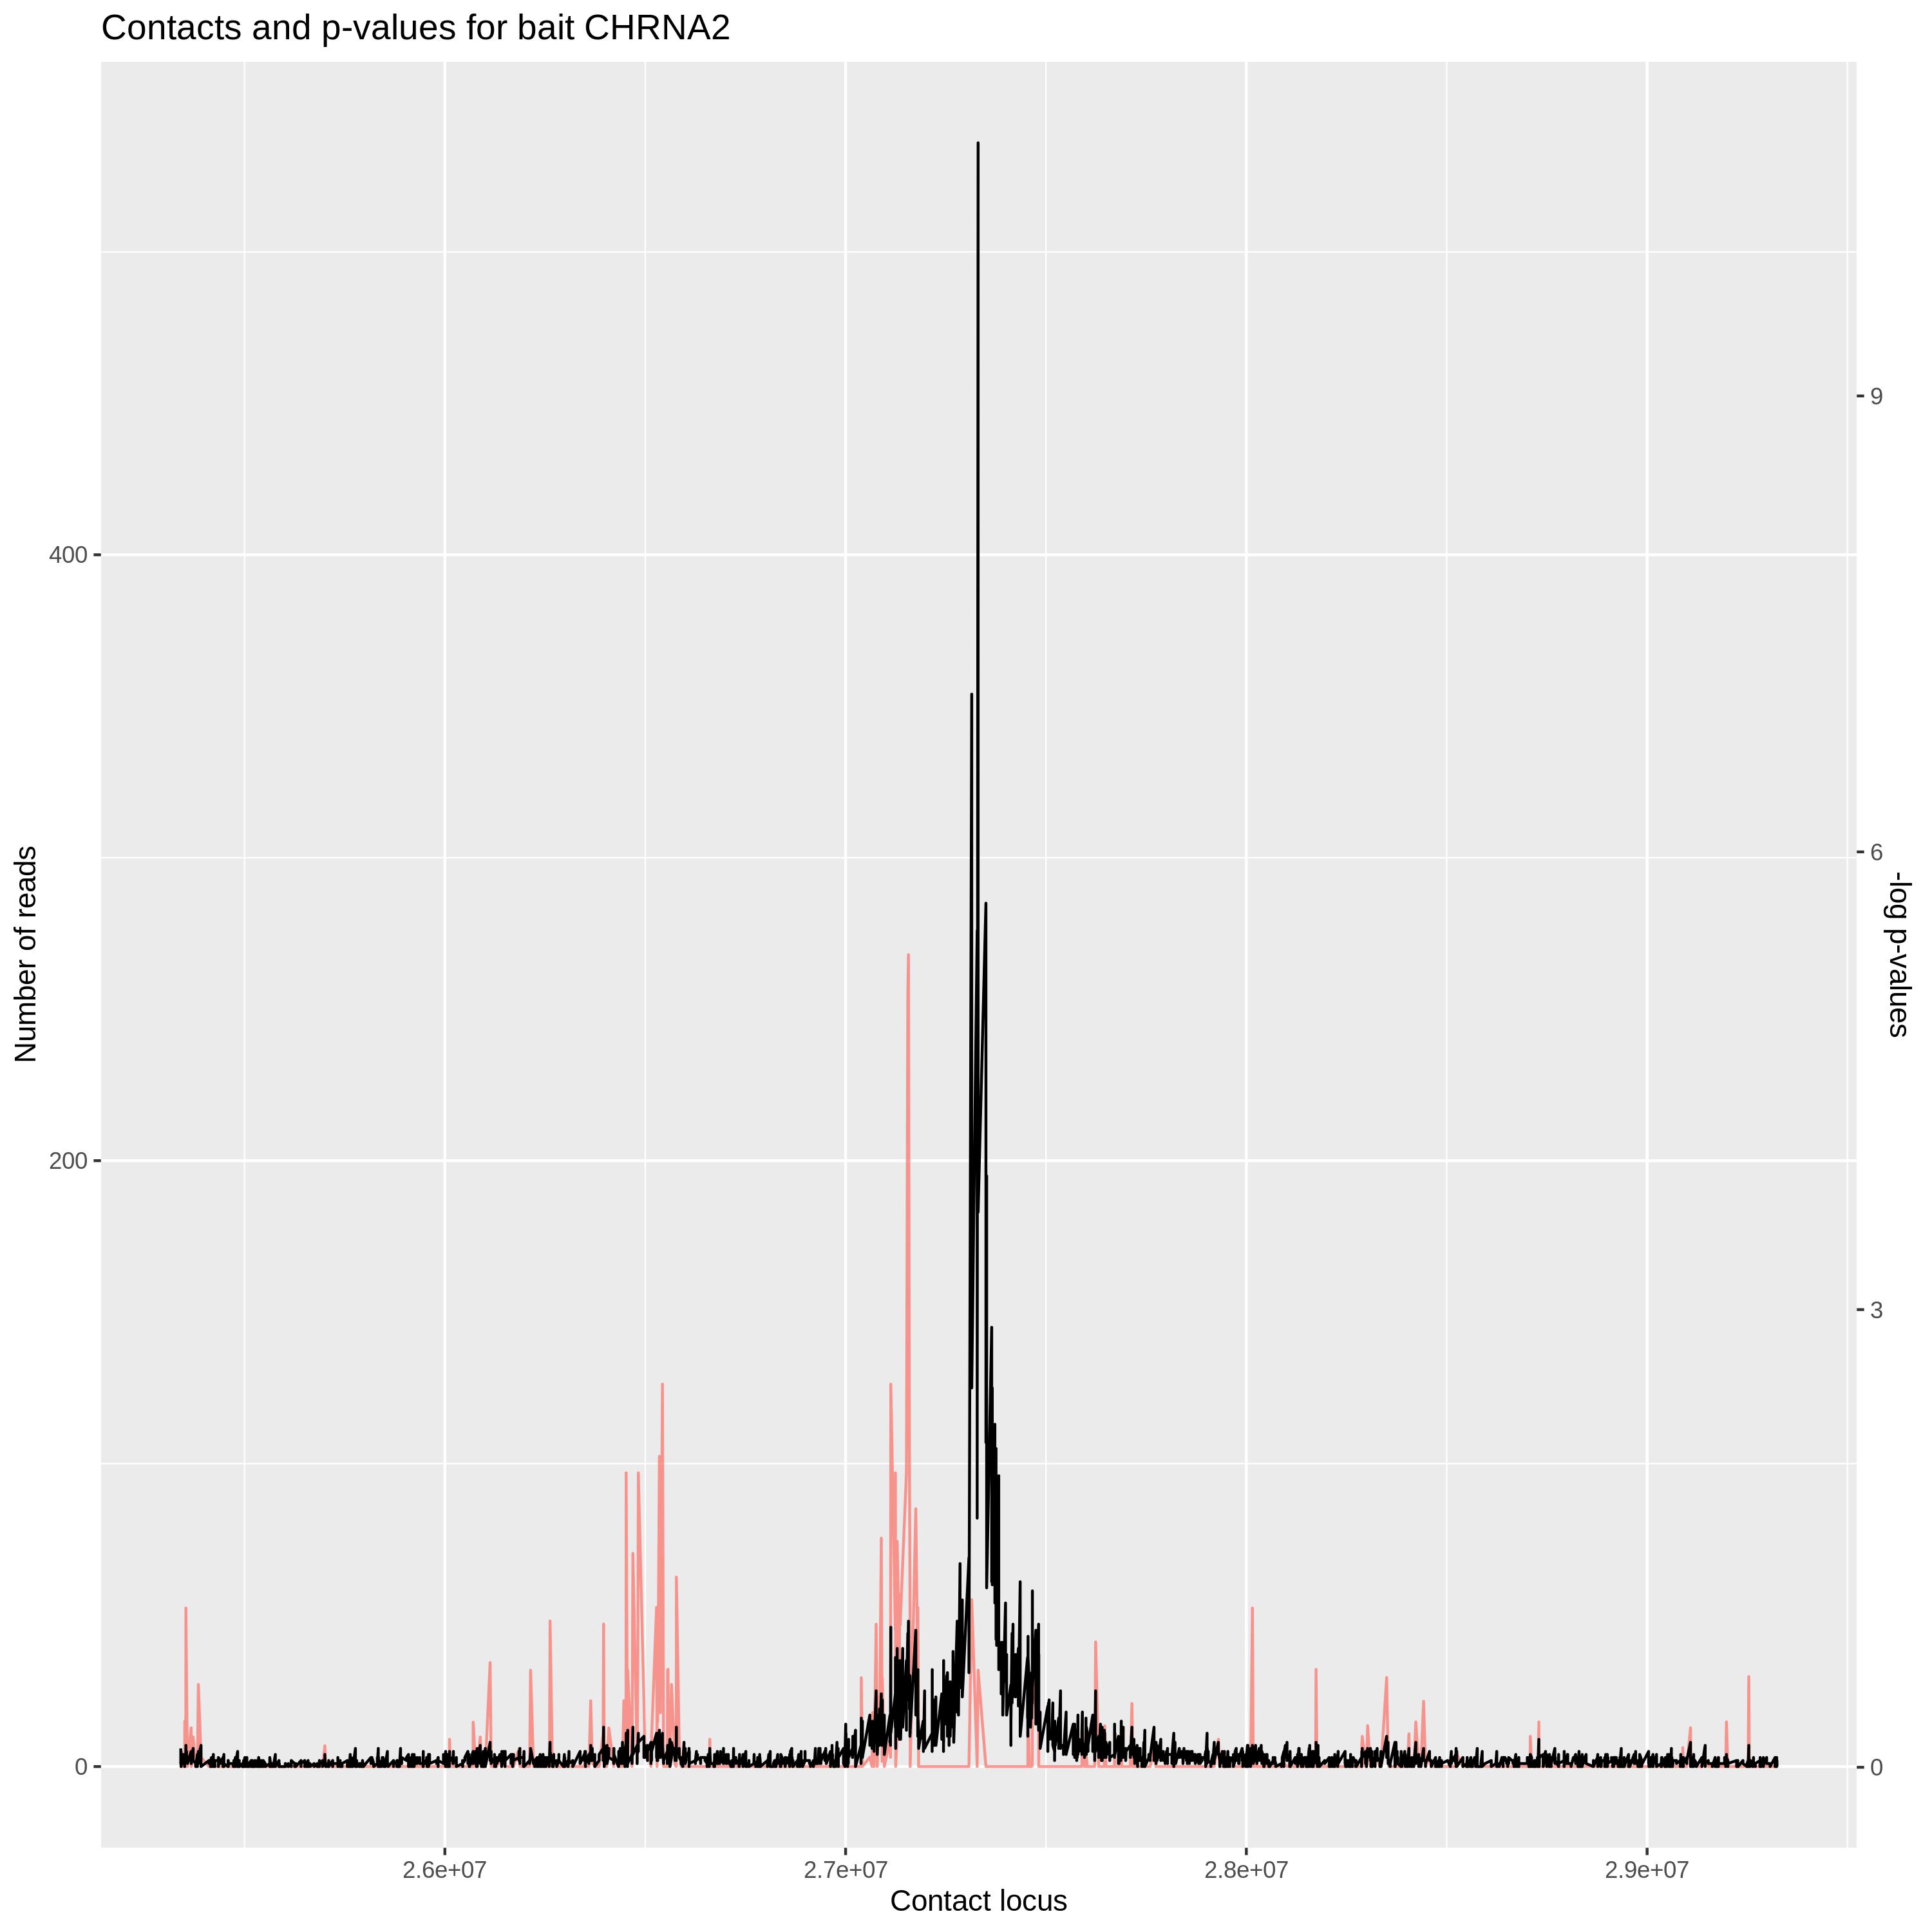 Contacts and p-values for bait CHRNA2
Number of reads
400
200
0
9
6
3
0
-log p-values
2.6e+07
2.7e+07
2.8e+07
2.9e+07
Contact locus